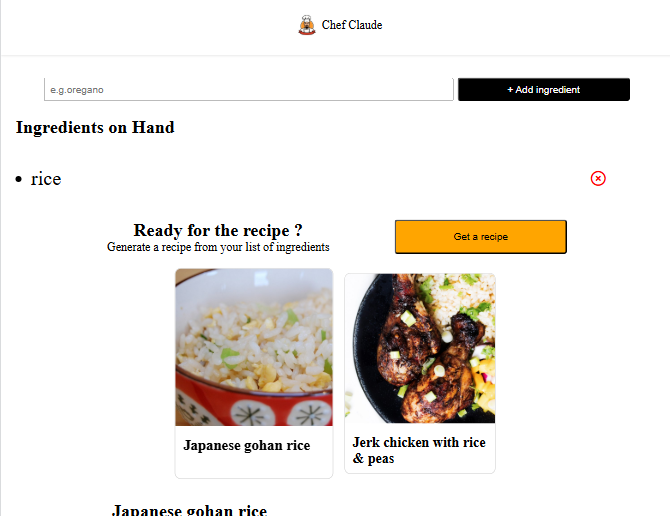 Chef Claude
e.g.oregano
+ Add ingredient
Ingredients on Hand
rice
Ready for the recipe ?
Generate a recipe from your list of ingredients
Get a recipe
Japanese gohan rice
Jerk chicken with rice
& peas
Japanese gohan rice